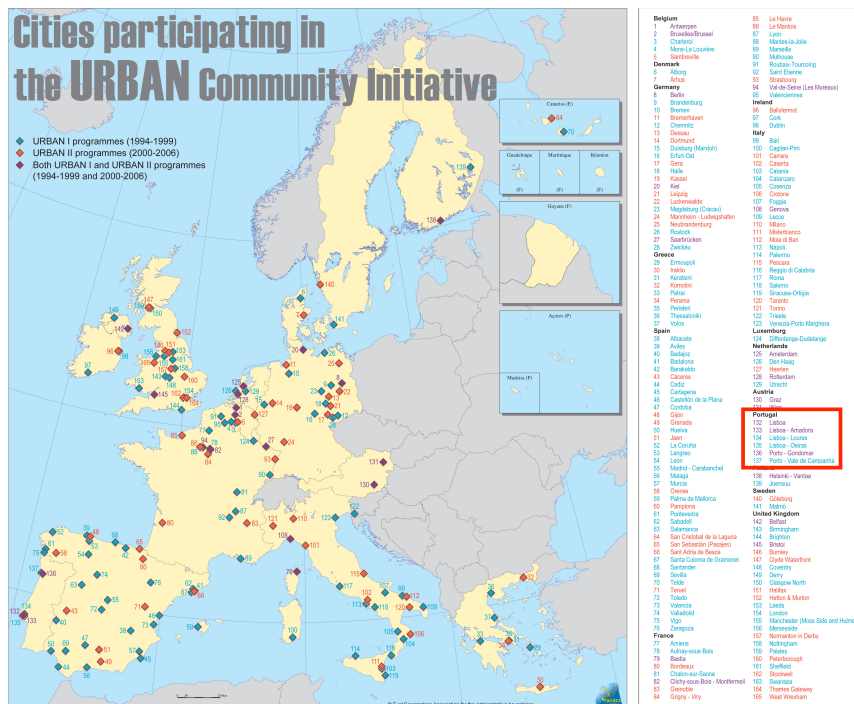 Cities participating in
the URBAN Community Initiative
URBAN I programmes (1994-1999)
URBAN II programmes (2000-2006)
Both URBAN I and URBAN II programmes
(1994-1999 and 2000-2006)
Canarias (E)
64
70
Guadeloupe
Martinique
Réunion
(F)
(F)
(F)
Guyane (F)
Açores (P)
Madeira (P)
Belgium
1 Antwerpen
2 Bruxelles/Brussel
3 Charleroi
4 Mons-La Louvière
5 Sambreville
Denmark
6 Alborg
7 Arhus
Germany
8 Berlin
9 Brandenburg
10 Bremen
11 Bremerhaven
12 Chemnitz
13 Dessau
14 Dortmund
15 Duisburg (Marxloh)
16 Erfurt-Ost
17 Gera
18 Halle
19 Kassel
20 Kiel
21 Leipzig
22 Luckenwalde
23 Magdeburg (Cracau)
24 Mannheim - Ludwigshafen
25 Neubrandenburg
26 Rostock
27 Saarbrücken
28 Zwickau
Greece
29 Ermoupoli
30 Iraklio
31 Keratsini
32 Komotini
33 Patrai
34 Perama
35 Peristeri
36 Thessaloniki
37 Volos
Spain
38 Albacete
39 Aviles
40 Badajoz
41 Badalona
42 Barakaldo
43 Cáceres
44 Cadiz
45 Cartagena
46 Castellón de la Plana
47 Cordoba
48 Gijón
49 Granada
50 Huelva
51 Jaen
52 La Coruña
53 Langreo
54 León
55 Madrid - Carabanchel
56 Malaga
57 Murcia
58 Orense
59 Palma de Mallorca
60 Pamplona
61 Pontevedra
62 Sabadell
63 Salamanca
64 San Cristobal de la Laguna
65 San Sebastián (Pasajes)
66 Sant Adria de Besos
67 Santa Coloma de Gramenet
68 Santander
69 Sevilla
70 Telde
71 Teruel
72 Toledo
73 Valencia
74 Valladolid
75 Vigo
76 Zaragoza
France
77 Amiens
78 Aulnay-sous-Bois
79 Bastia
80 Bordeaux
81 Chalon-sur-Saone
82 Clichy-sous-Bois - Montfermeil
83 Grenoble
84 Grigny - Viry
85 Le Havre
86 Le Mantois
87 Lyon
88 Mantes-la-Jolie
89 Marseille
90 Mulhouse
91 Roubaix-Tourcoing
92 Saint Etienne
93 Strasbourg
94 Val-de-Seine (Les Mureaux)
95 Valenciennes
Ireland
96 Ballyfermot
97 Cork
98 Dublin
Italy
99 Bari
100 Cagliari-Pirri
101 Carrara
102 Caserta
103 Catania
104 Catanzaro
105 Cosenza
106 Crotone
107 Foggia
108 Genova
109 Lecce
110 Milano
111 Misterbianco
112 Mola di Bari
113 Napoli
114 Palermo
115 Pescara
116 Reggio di Calabria
117 Roma
118 Salerno
119 Siracusa-Ortigia
120 Taranto
121 Torino
122 Trieste
123 Venezia-Porto Marghera
Luxemburg
124 Differdange-Dudelange
Netherlands
125 Amsterdam
126 Den Haag
127 Heerlen
128 Rotterdam
129 Utrecht
Austria
130 Graz
Portugal
132 Lisboa
133 Lisboa - Amadora
134 Lisboa - Loures
135 Lisboa - Oeiras
136 Porto - Gondomar
137 Porto - Vale de Campanha
138 Helsinki - Vantaa
139 Joensuu
Sweden
140 Göteborg
141 Malmö
United Kingdom
142 Belfast
143 Birmingham
144 Brighton
145 Bristol
146 Burnley
147 Clyde Waterfront
148 Coventry
149 Derry
150 Glasgow North
151 Halifax
152 Hetton & Murton
153 Leeds
154 London
155 Manchester (Moss Side and Hulme
156 Merseyside
157 Normanton in Derby
158 Nottingham
159 Paisley
160 Peterborough
161 Sheffield
162 Stockwell
163 Swansea
164 Thames Gateway
165 West Wrexham